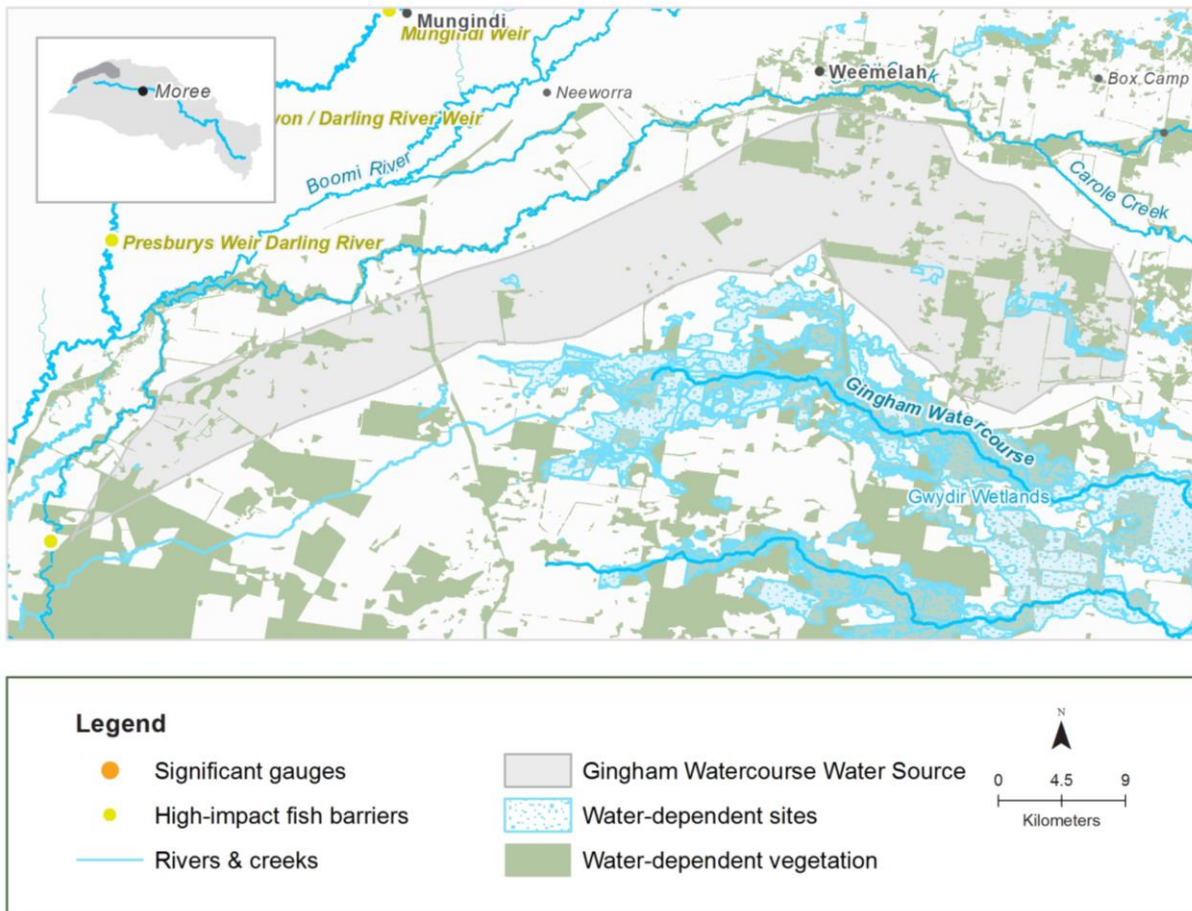 Mungindi
Mungindi Weir
Moree
Neeworra
Weemelah
Creek
Box Camp
von / Darling River Weir
Boomi River
Carole Creek
Presburys Weir Darling River
Gingham Watercourse
Gwydir Wetlands
Legend
Significant gauges
High-impact fish barriers
Rivers & creeks
Gingham Watercourse Water Source
Water-dependent sites
Water-dependent vegetation
N
0 4.5 9
Kilometers